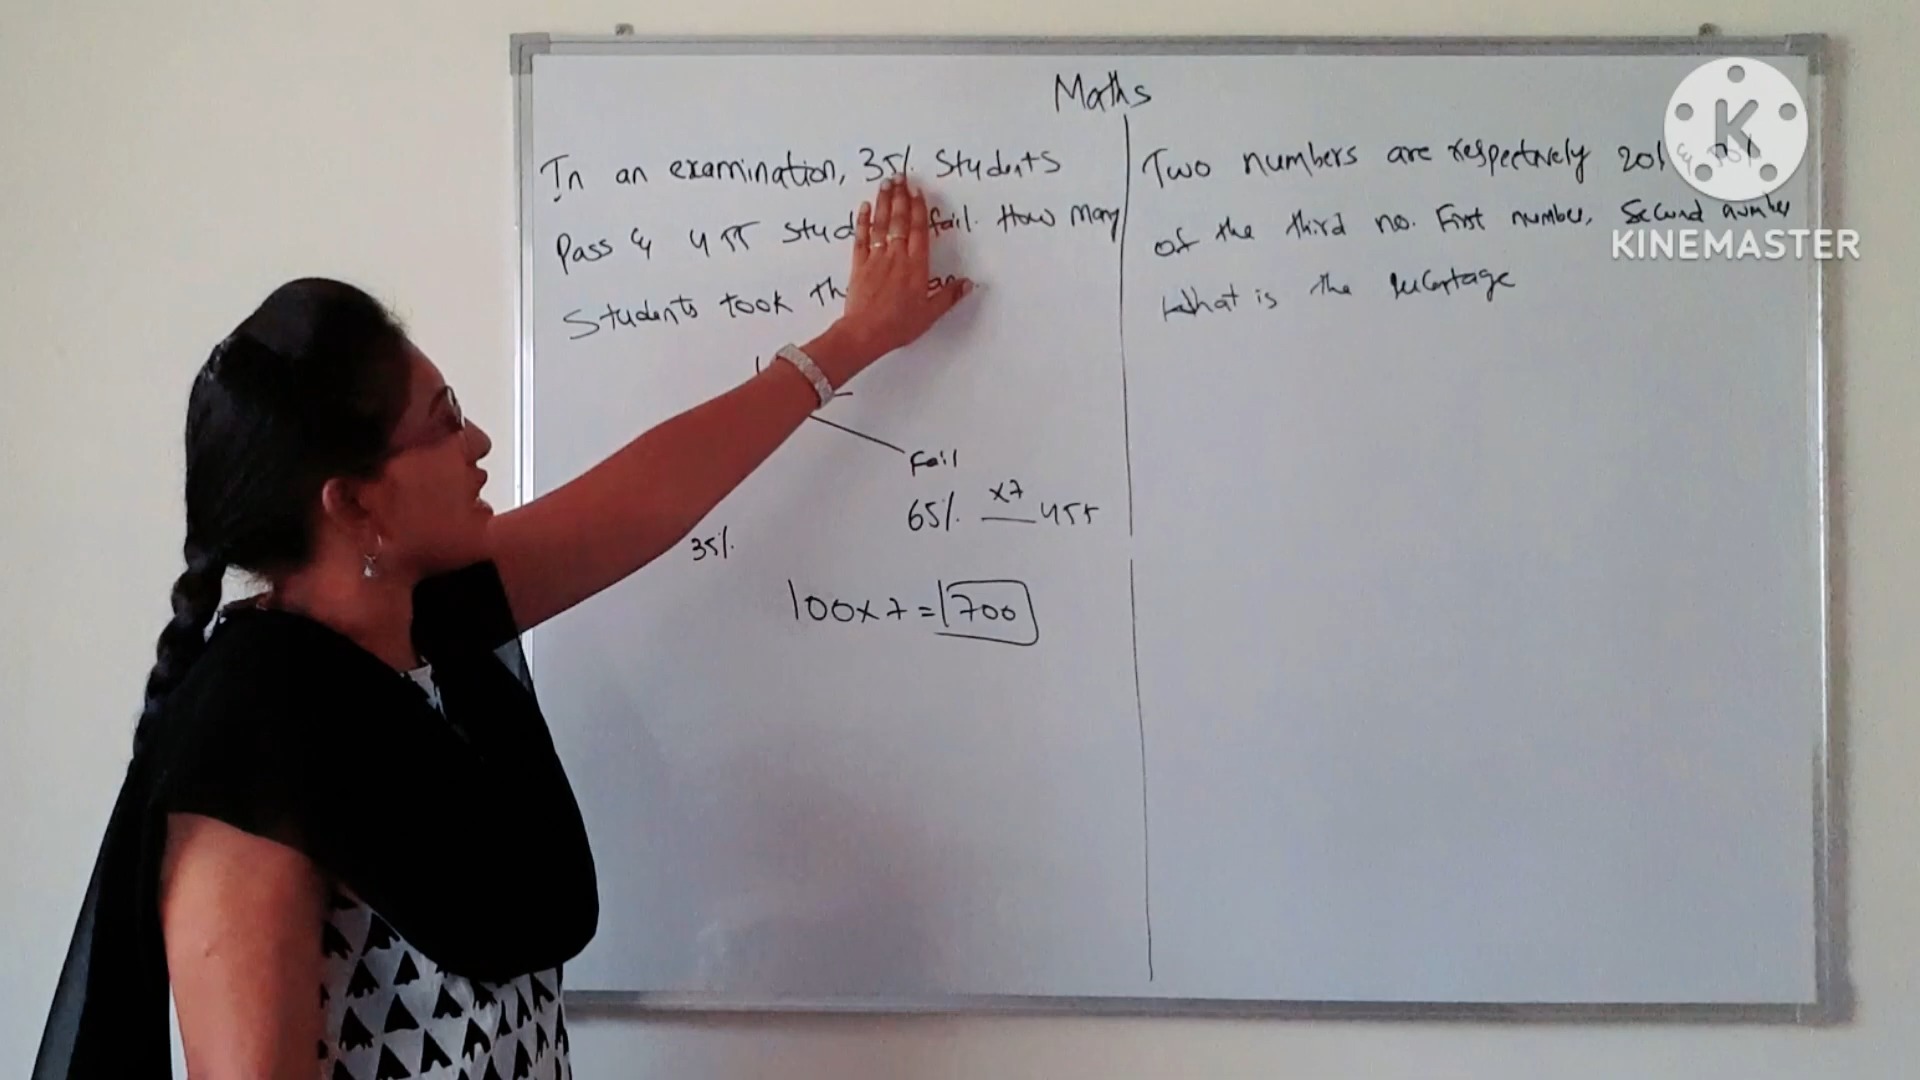 Maths
In an examination, 35% Students
Pass & 455 stud fail. How many
Students took th
Fail
65% x7 455
35%
100x7=700
Two numbers are respectively 20%
of the third no. First number, Second number
What is the percentage
K
KINEMASTER